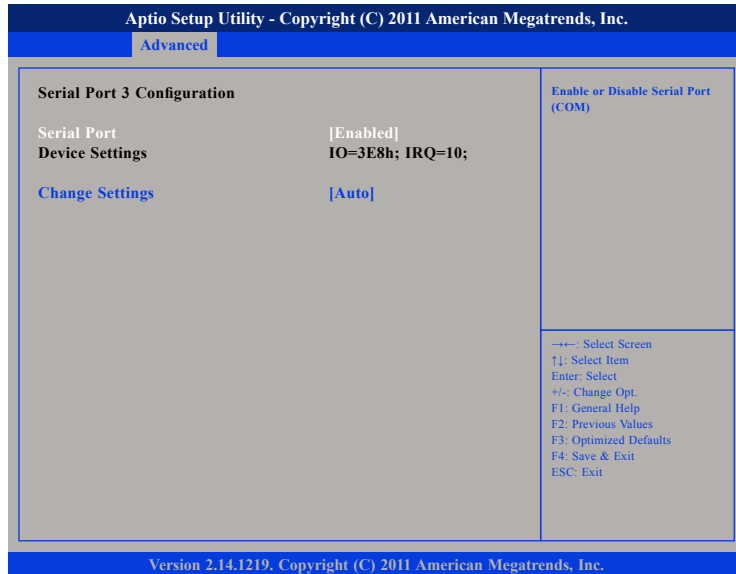 Aptio Setup Utility - Copyright (C) 2011 American Megatrends, Inc.
Advanced
Serial Port 3 Configuration
Serial Port [Enabled]
Device Settings IO=3E8h; IRQ=10;
Change Settings [Auto]
Enable or Disable Serial Port
(COM)
→←: Select Screen
↑↓: Select Item
Enter: Select
+/-: Change Opt.
F1: General Help
F2: Previous Values
F3: Optimized Defaults
F4: Save & Exit
ESC: Exit
Version 2.14.1219. Copyright (C) 2011 American Megatrends, Inc.